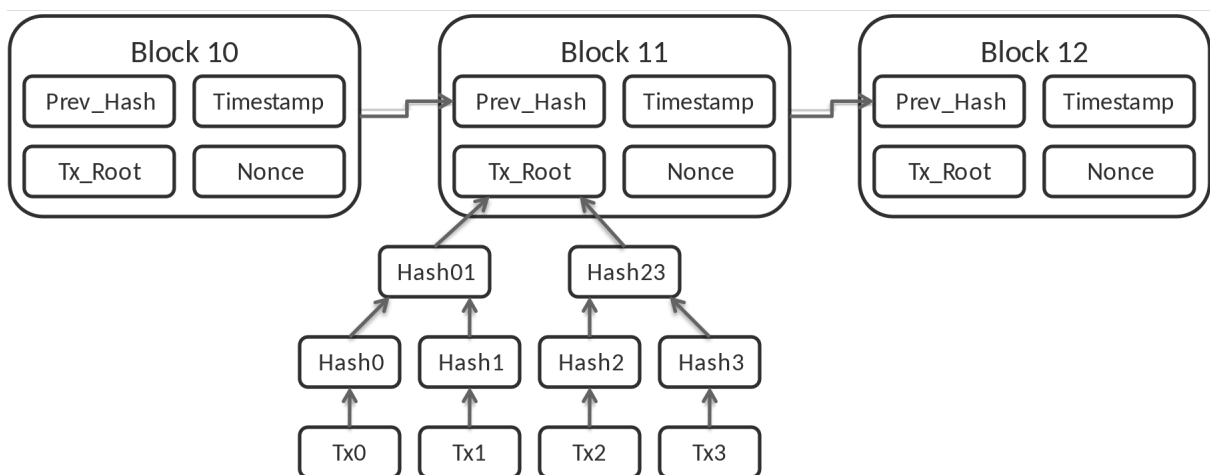 Block 10
Block 11
Block 12
Prev_Hash
Timestamp
Prev_Hash
Timestamp
Prev_Hash
Timestamp
Tx_Root
Nonce
Tx_Root
Nonce
Tx_Root
Nonce
Hash01
Hash23
Hash0
Hash1
Hash2
Hash3
Tx0
Tx1
Tx2
Tx3